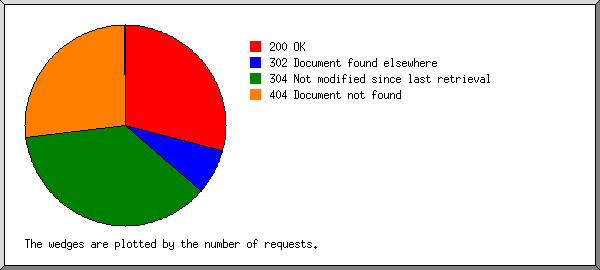 200 OK
302 Document found elsewhere
304 Not modified since last retrieval
404 Document not found
The wedges are plotted by the number of requests.